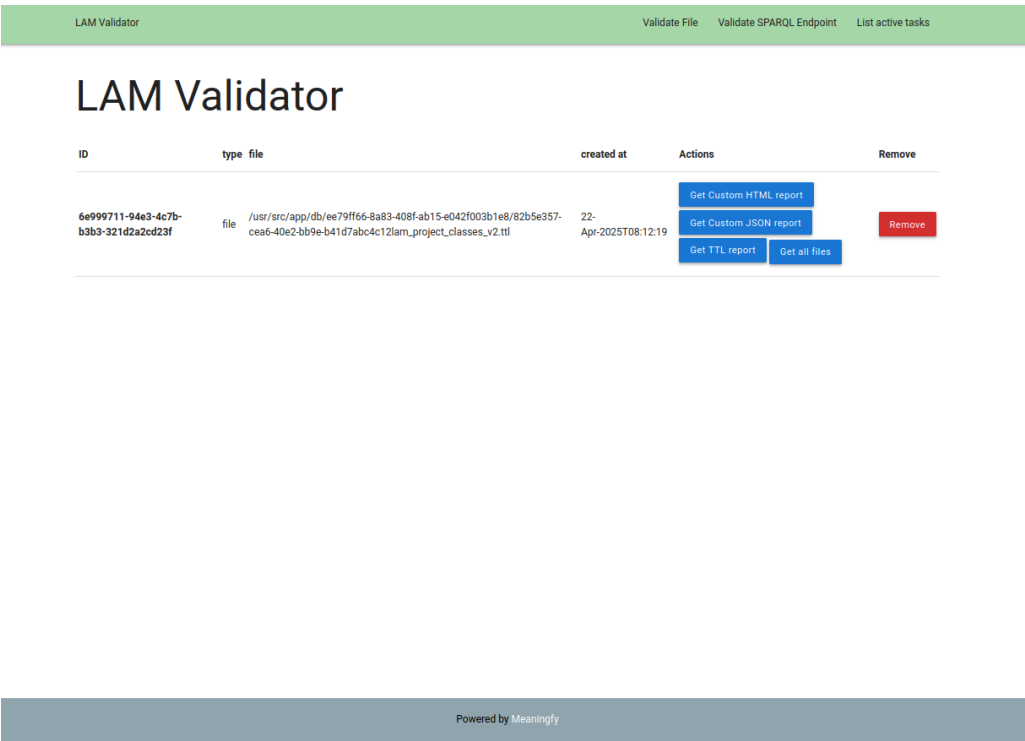 LAM Validator
Validate File
Validate SPARQL Endpoint
List active tasks
LAM Validator
ID
type
file
created at
Actions
Remove
6e999711-94e3-4c7b-
b3b3-321d2a2cd23f
file
/usr/src/app/db/ee79ff66-8a83-408f-ab15-e042f003b1e8/82b5e357-
cea6-40e2-bb9e-b41d7abc4c12lam_project_classes_v2.ttl
22-
Apr-2025T08:12:19
Get Custom HTML report
Get Custom JSON report
Get TTL report
Get all files
Remove
Powered by Meaningfy